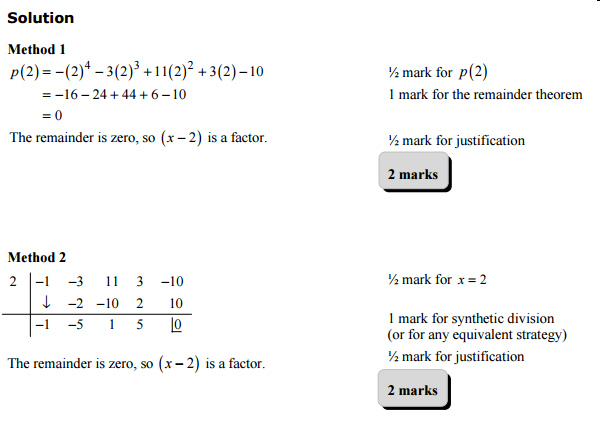 Solution
Method 1
p(2) = −(2)⁴ − 3(2)³ + 11(2)² + 3(2) − 10
½ mark for p(2)
= −16 − 24 + 44 + 6 − 10
1 mark for the remainder theorem
= 0
The remainder is zero, so (x − 2) is a factor.
½ mark for justification
2 marks
Method 2
2 −1 −3 11 3 −10
½ mark for x = 2
↓ −2 −10 2 10
−1 −5 1 5 0
1 mark for synthetic division
(or for any equivalent strategy)
½ mark for justification
The remainder is zero, so (x − 2) is a factor.
2 marks